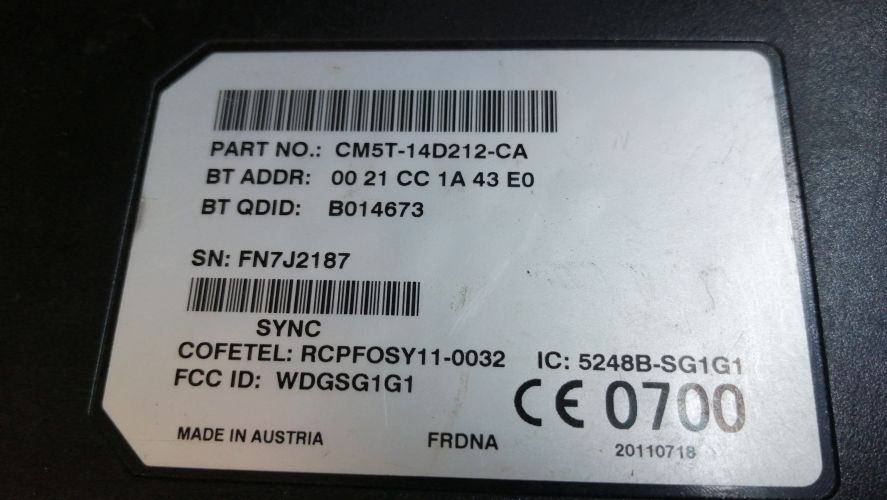 PART NO.: CM5T-14D212-CA
BT ADDR: 00 21 CC 1A 43 E0
BT QDID: B014673
SN: FN7J2187
SYNC
COFETEL: RCPFOSY11-0032 IC: 5248B-SG1G1
FCC ID: WDGSG1G1
CE 0700
MADE IN AUSTRIA FRDNA 20110718